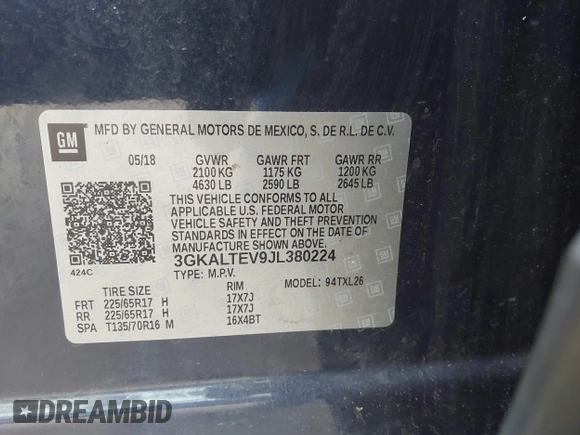 GM
MFD BY GENERAL MOTORS DE MEXICO, S. DE R.L. DE C.V.
05/18 GVWR GAWR FRT GAWR RR
2100 KG 1175 KG 1200 KG
4630 LB 2590 LB 2645 LB
THIS VEHICLE CONFORMS TO ALL
APPLICABLE U.S. FEDERAL MOTOR
VEHICLE SAFETY AND THEFT PREVENTION
STANDARDS IN EFFECT ON THE DATE OF
MANUFACTURE SHOWN ABOVE.
424C
3GKALTEV9JL380224
TYPE: M.P.V. MODEL: 94TXL26
TIRE SIZE RIM
FRT 225/65R17 H 17X7J
RR 225/65R17 H 17X7J
SPA T135/70R16 M 16X4BT
DREAMBID